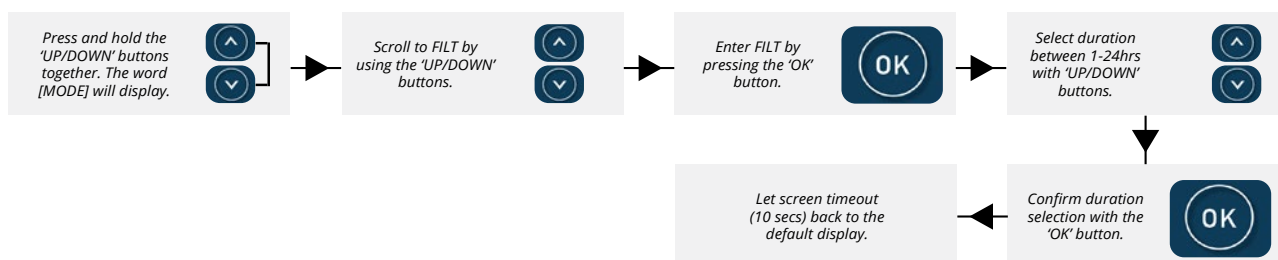 Press and hold the
‘UP/DOWN’ buttons
together. The word
[MODE] will display.
Scroll to FILT by
using the ‘UP/DOWN’
buttons.
Enter FILT by
pressing the ‘OK’
button.
OK
Select duration
between 1-24hrs
with ‘UP/DOWN’
buttons.
Confirm duration
selection with the
‘OK’ button.
OK
Let screen timeout
(10 secs) back to the
default display.